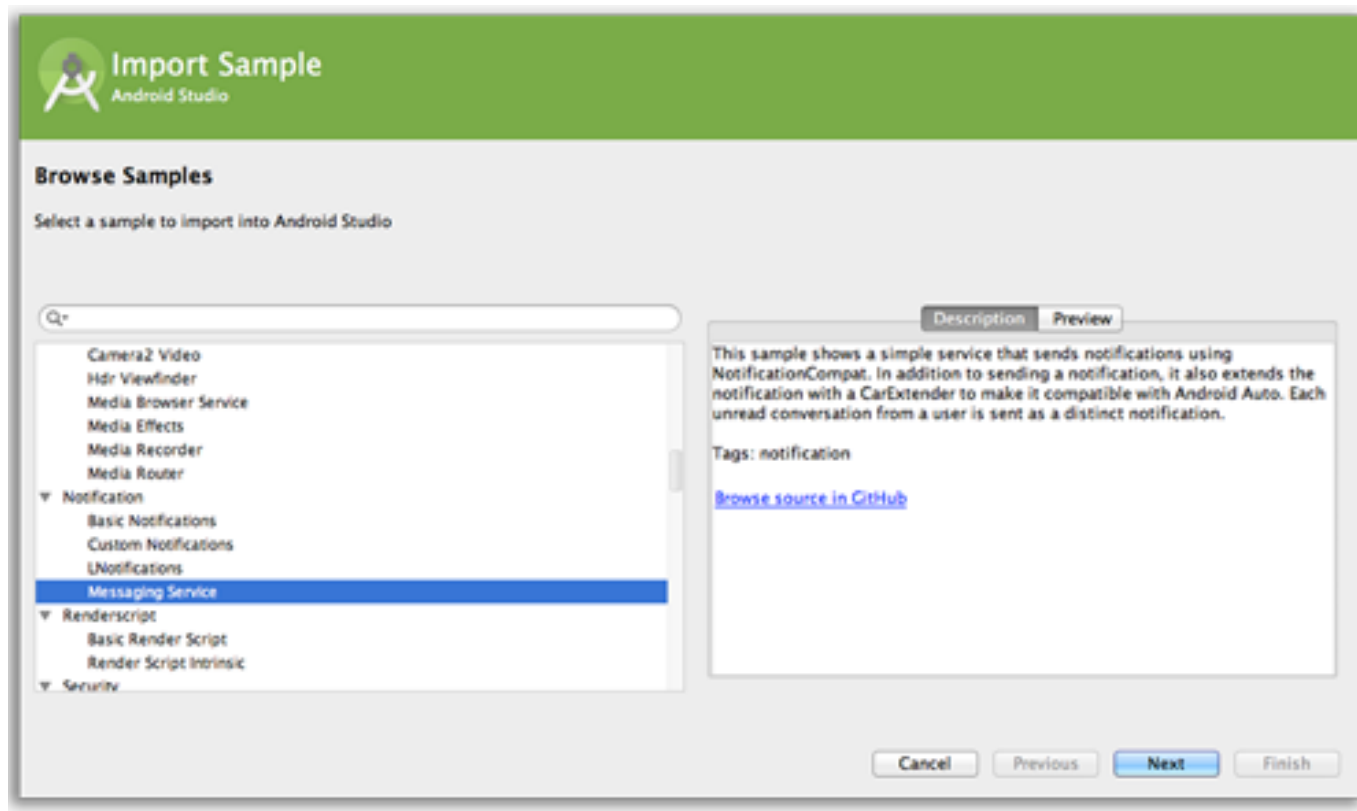 Import Sample
Android Studio
Browse Samples
Select a sample to import into Android Studio
Camera2 Video
Hdr Viewfinder
Media Browser Service
Media Effects
Media Recorder
Media Router
Notification
Basic Notifications
Custom Notifications
LNotifications
Messaging Service
Renderscript
Basic Render Script
Render Script Intrinsic
Security
Description
Preview
This sample shows a simple service that sends notifications using
NotificationCompat. In addition to sending a notification, it also extends the
notification with a CarExtender to make it compatible with Android Auto. Each
unread conversation from a user is sent as a distinct notification.
Tags: notification
Browse source in GitHub
Cancel
Previous
Next
Finish